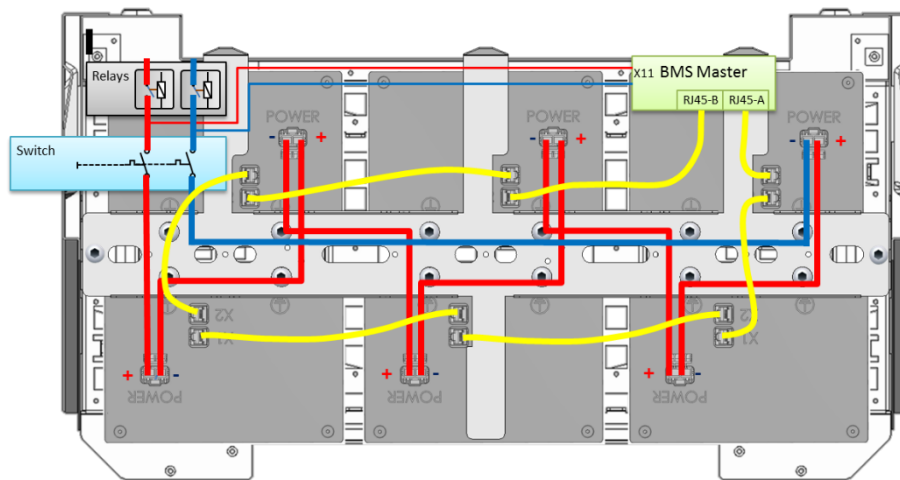 Relays
X11 BMS Master
RJ45-B RJ45-A
POWER
- +
POWER
- +
POWER
- +
Switch
X2
X1
X2
X1
+ -
POWER
+ -
POWER
+ -
POWER